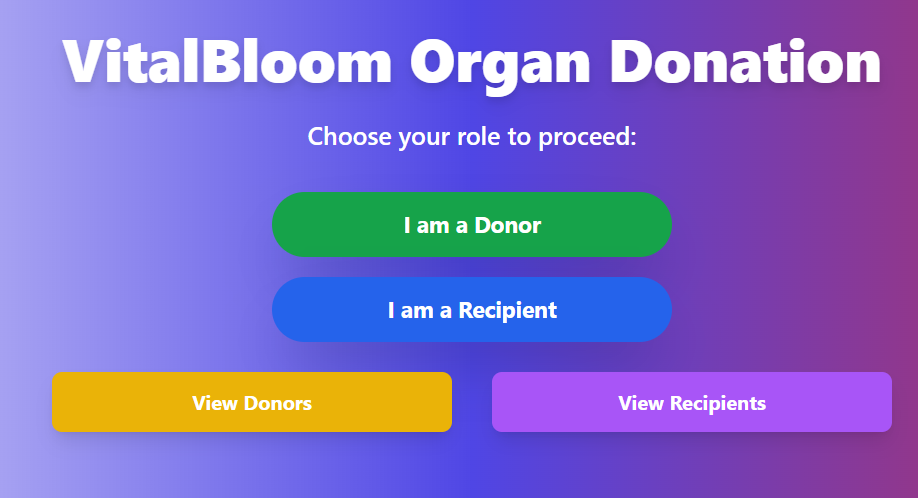 VitalBloom Organ Donation
Choose your role to proceed:
I am a Donor
I am a Recipient
View Donors
View Recipients